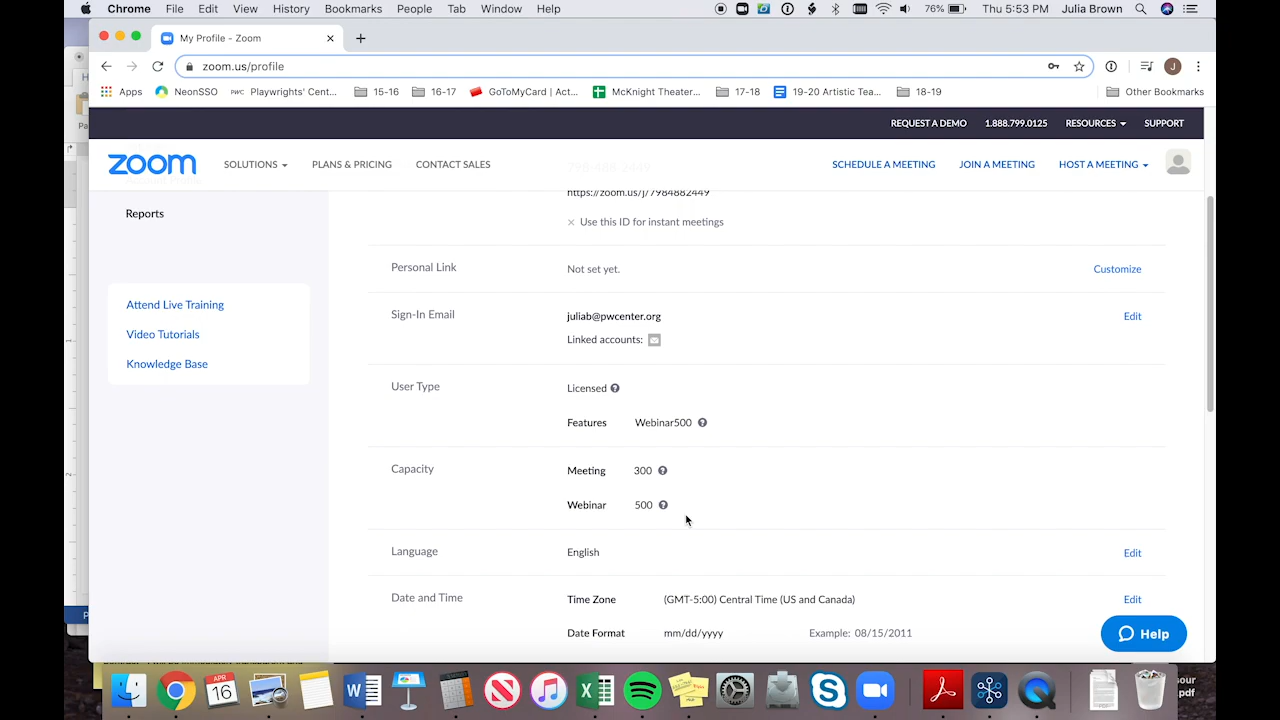 Chrome File Edit View History Bookmarks People Tab Window Help 76% Thu 5:53 PM Julia Brown
My Profile - Zoom
zoom.us/profile J
Apps NeonSSO PWC Playwrights' Cent... 15-16 16-17 GoToMyCard | Act... McKnight Theater... 17-18 19-20 Artistic Tea... 18-19 Other Bookmarks
REQUEST A DEMO 1.888.799.0125 RESOURCES SUPPORT
zoom SOLUTIONS PLANS & PRICING CONTACT SALES SCHEDULE A MEETING JOIN A MEETING HOST A MEETING
798-488-2449
https://zoom.us/j/7984882449
Reports
Use this ID for instant meetings
Personal Link Not set yet. Customize
Attend Live Training
Video Tutorials
Knowledge Base
Sign-In Email juliab@pwcenter.org Edit
Linked accounts:
User Type Licensed
Features Webinar500
Capacity Meeting 300
Webinar 500
Language English Edit
Date and Time Time Zone (GMT-5:00) Central Time (US and Canada) Edit
Date Format mm/dd/yyyy Example: 08/15/2011
Help
APR
16